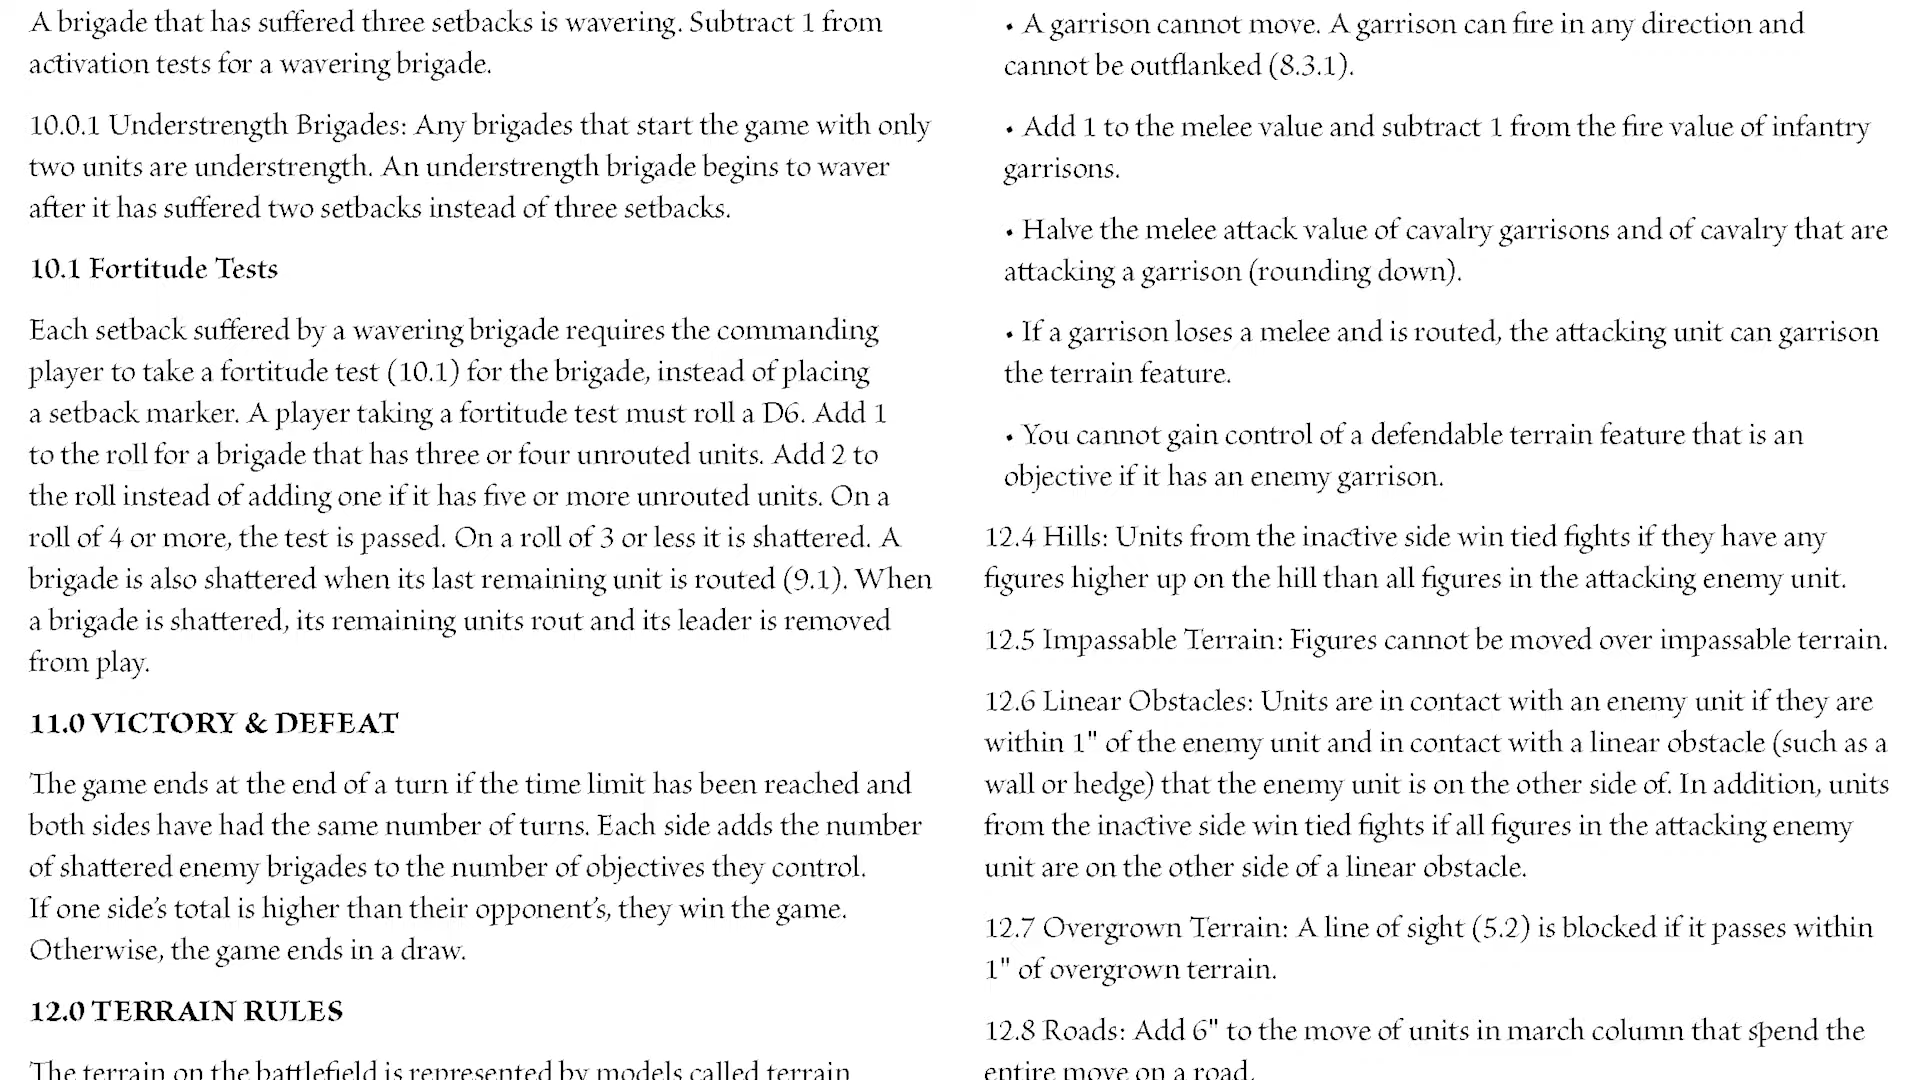 A brigade that has suffered three setbacks is wavering. Subtract 1 from
activation tests for a wavering brigade.
10.0.1 Understrength Brigades: Any brigades that start the game with only
two units are understrength. An understrength brigade begins to waver
after it has suffered two setbacks instead of three setbacks.
10.1 Fortitude Tests
Each setback suffered by a wavering brigade requires the commanding
player to take a fortitude test (10.1) for the brigade, instead of placing
a setback marker. A player taking a fortitude test must roll a D6. Add 1
to the roll for a brigade that has three or four unrouted units. Add 2 to
the roll instead of adding one if it has five or more unrouted units. On a
roll of 4 or more, the test is passed. On a roll of 3 or less it is shattered. A
brigade is also shattered when its last remaining unit is routed (9.1). When
a brigade is shattered, its remaining units rout and its leader is removed
from play.
11.0 VICTORY & DEFEAT
The game ends at the end of a turn if the time limit has been reached and
both sides have had the same number of turns. Each side adds the number
of shattered enemy brigades to the number of objectives they control.
If one side's total is higher than their opponent's, they win the game.
Otherwise, the game ends in a draw.
12.0 TERRAIN RULES
The terrain on the battlefield is represented by models called terrain
• A garrison cannot move. A garrison can fire in any direction and
cannot be outflanked (8.3.1).
• Add 1 to the melee value and subtract 1 from the fire value of infantry
garrisons.
• Halve the melee attack value of cavalry garrisons and of cavalry that are
attacking a garrison (rounding down).
• If a garrison loses a melee and is routed, the attacking unit can garrison
the terrain feature.
• You cannot gain control of a defendable terrain feature that is an
objective if it has an enemy garrison.
12.4 Hills: Units from the inactive side win tied fights if they have any
figures higher up on the hill than all figures in the attacking enemy unit.
12.5 Impassable Terrain: Figures cannot be moved over impassable terrain.
12.6 Linear Obstacles: Units are in contact with an enemy unit if they are
within 1" of the enemy unit and in contact with a linear obstacle (such as a
wall or hedge) that the enemy unit is on the other side of. In addition, units
from the inactive side win tied fights if all figures in the attacking enemy
unit are on the other side of a linear obstacle.
12.7 Overgrown Terrain: A line of sight (5.2) is blocked if it passes within
1" of overgrown terrain.
12.8 Roads: Add 6" to the move of units in march column that spend the
entire move on a road.